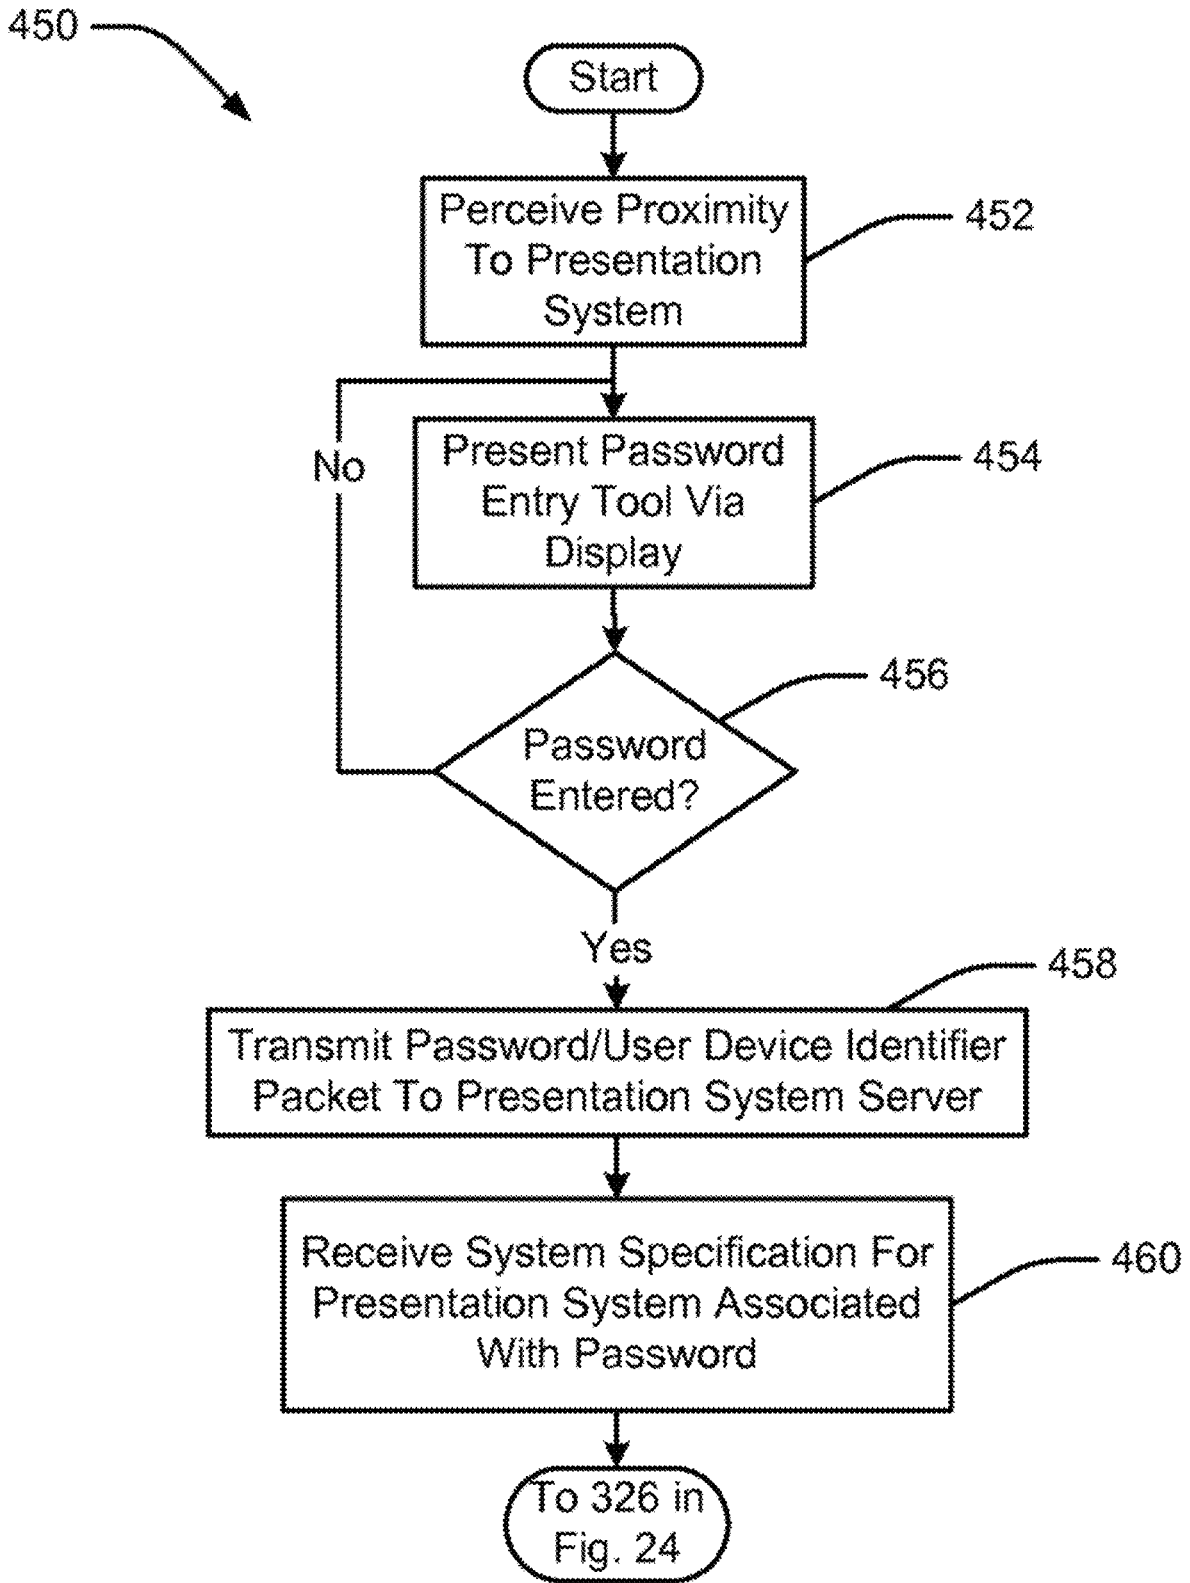 450
Start
Perceive Proximity
To Presentation
System
452
Present Password
Entry Tool Via
Display
454
No
Password
Entered?
456
Yes
458
Transmit Password/User Device Identifier
Packet To Presentation System Server
Receive System Specification For
Presentation System Associated
With Password
460
To 326 in
Fig. 24